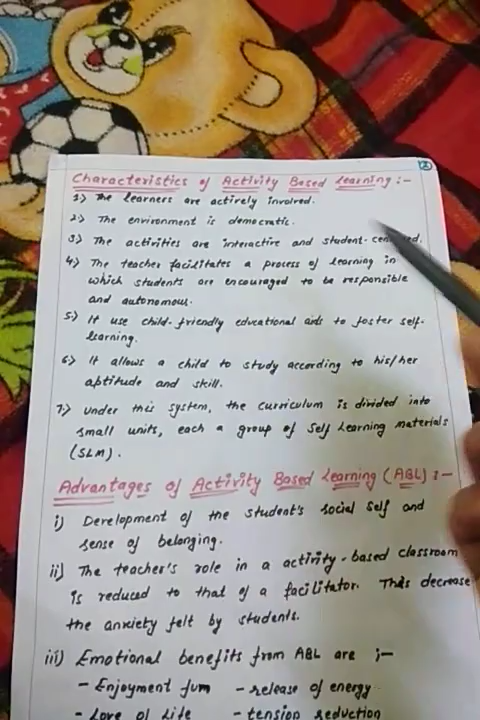 2
Characteristics of Activity Based learning :-
1.) The learners are actively involved.
2.) The environment is democratic.
3.) The activities are interactive and student-centered.
4.) The teacher facilitates a process of learning in
which students are encouraged to be responsible
and autonomous.
5.) It use child-friendly educational aids to foster self-
learning.
6.) It allows a child to study according to his/her
aptitude and skill.
7.) under this system, the curriculum is divided into
small units, each a group of Self Learning materials
(SLM).
Advantages of Activity Based Learning (ABL) :-
i) Development of the student's social self and
sense of belonging.
ii) The teacher's role in a activity-based classroom
is reduced to that of a facilitator. This decrease
the anxiety felt by students.
iii) Emotional benefits from ABL are ;-
- Enjoyment fum - release of energy
- Love of Life - tension reduction